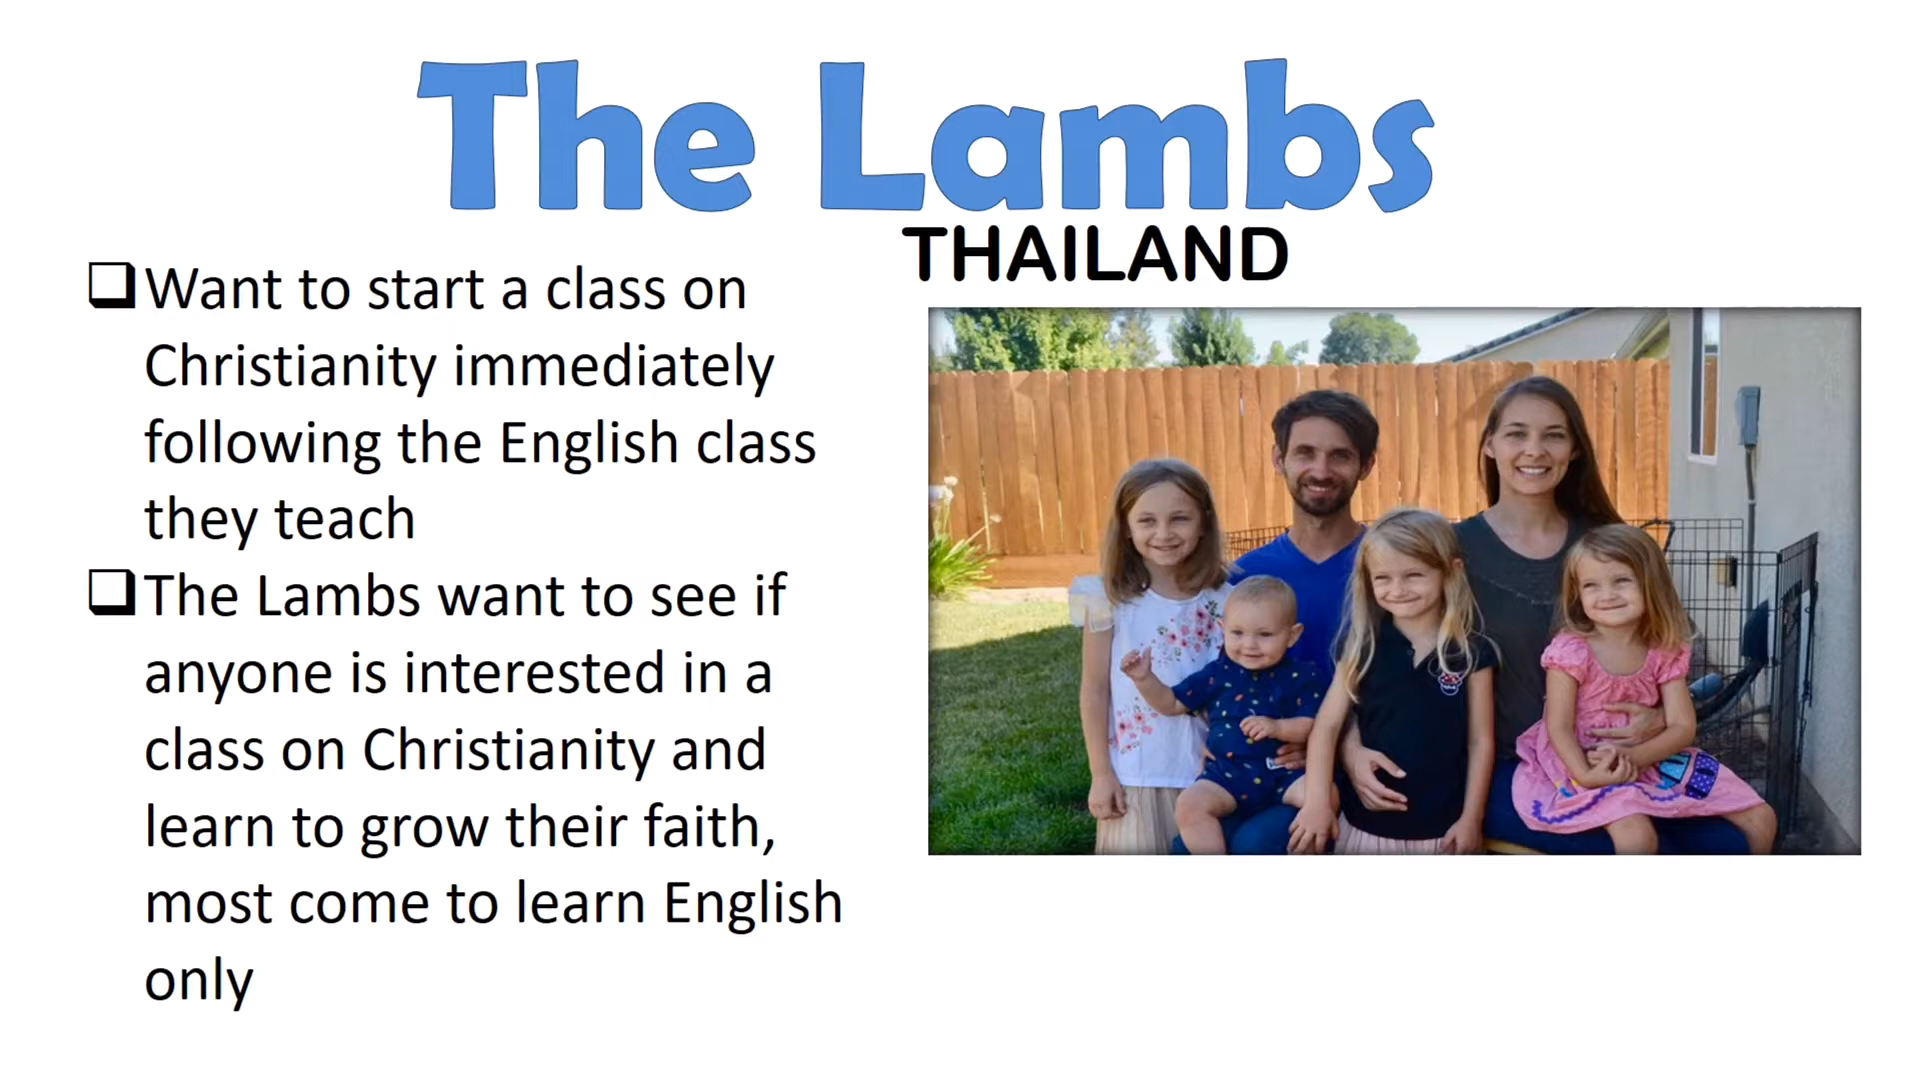 The Lambs
THAILAND
Want to start a class on
Christianity immediately
following the English class
they teach
The Lambs want to see if
anyone is interested in a
class on Christianity and
learn to grow their faith,
most come to learn English
only